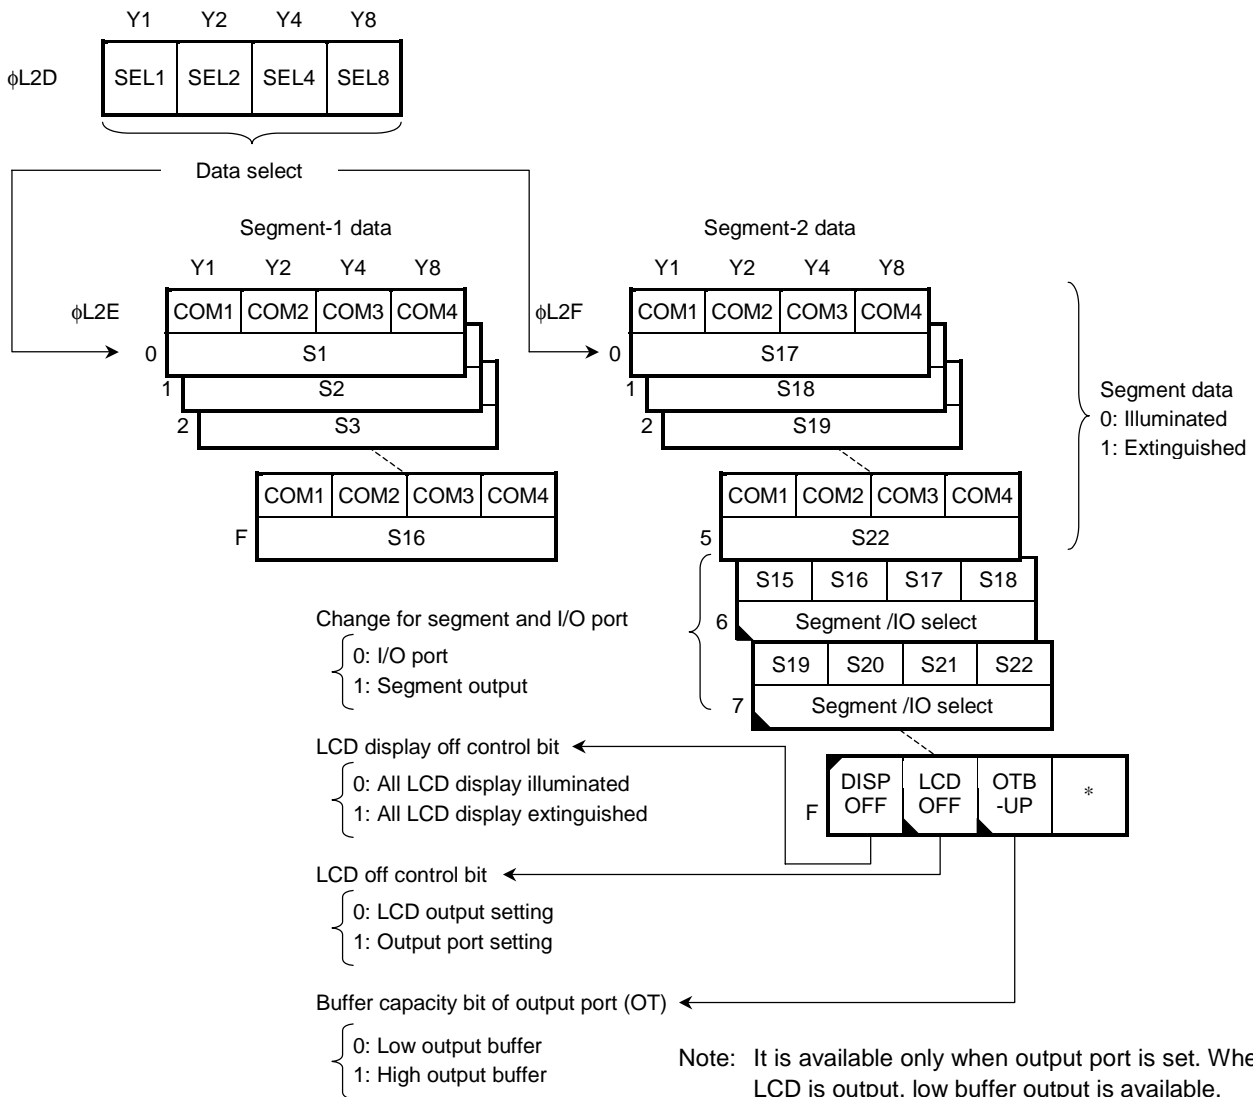 Y1 Y2 Y4 Y8
ϕL2D SEL1 SEL2 SEL4 SEL8
Data select
Segment-1 data
Y1 Y2 Y4 Y8
ϕL2E COM1 COM2 COM3 COM4
0 S1
1 S2
2 S3
COM1 COM2 COM3 COM4
F S16
Segment-2 data
Y1 Y2 Y4 Y8
ϕL2F COM1 COM2 COM3 COM4
0 S17
1 S18
2 S19
COM1 COM2 COM3 COM4
5 S22
Segment data
0: Illuminated
1: Extinguished
S15 S16 S17 S18
6 Segment /IO select
S19 S20 S21 S22
7 Segment /IO select
Change for segment and I/O port
0: I/O port
1: Segment output
DISP OFF LCD OFF OTB -UP *
F
LCD display off control bit
0: All LCD display illuminated
1: All LCD display extinguished
LCD off control bit
0: LCD output setting
1: Output port setting
Buffer capacity bit of output port (OT)
0: Low output buffer
1: High output buffer
Note: It is available only when output port is set. Whe
LCD is output, low buffer output is available.